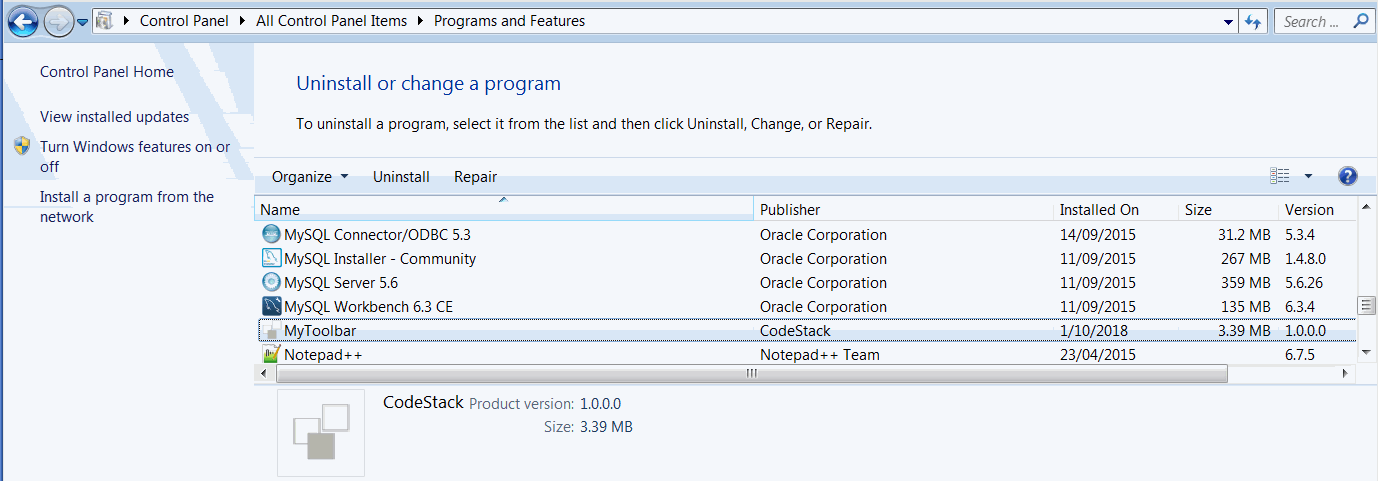 Control Panel All Control Panel Items Programs and Features Search ...
Control Panel Home
View installed updates
Turn Windows features on or
off
Install a program from the
network
Uninstall or change a program
To uninstall a program, select it from the list and then click Uninstall, Change, or Repair.
Organize Uninstall Repair
Name Publisher Installed On Size Version
MySQL Connector/ODBC 5.3 Oracle Corporation 14/09/2015 31.2 MB 5.3.4
MySQL Installer - Community Oracle Corporation 11/09/2015 267 MB 1.4.8.0
MySQL Server 5.6 Oracle Corporation 11/09/2015 359 MB 5.6.26
MySQL Workbench 6.3 CE Oracle Corporation 11/09/2015 135 MB 6.3.4
MyToolbar CodeStack 1/10/2018 3.39 MB 1.0.0.0
Notepad++ Notepad++ Team 23/04/2015 6.7.5
CodeStack Product version: 1.0.0.0
Size: 3.39 MB